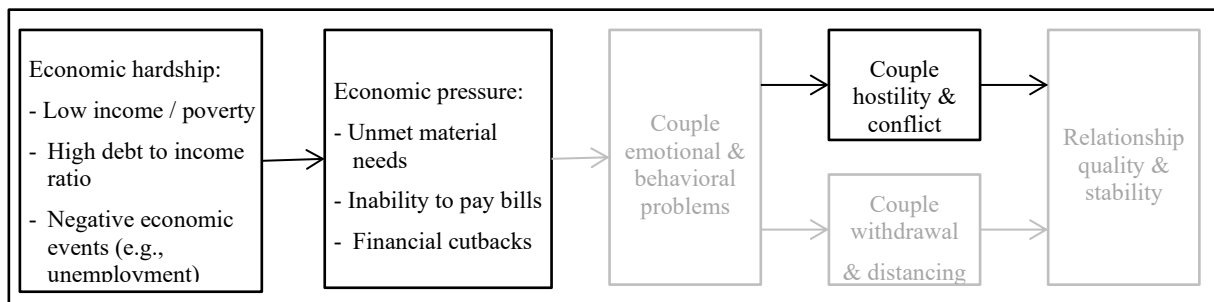 Economic hardship:
- Low income / poverty
- High debt to income
ratio
- Negative economic
events (e.g.,
unemployment)
Economic pressure:
- Unmet material
needs
- Inability to pay bills
- Financial cutbacks
Couple
emotional &
behavioral
problems
Couple
hostility &
conflict
Couple
withdrawal
& distancing
Relationship
quality &
stability